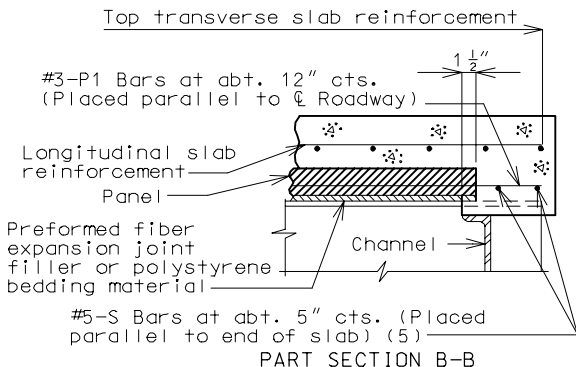 Top transverse slab reinforcement
1 1/2"
#3-P1 Bars at abt. 12" cts.
(Placed parallel to ℄ Roadway)
Longitudinal slab
reinforcement
Panel
Preformed fiber
expansion joint
filler or polystyrene
bedding material
Channel
#5-S Bars at abt. 5" cts. (Placed
parallel to end of slab) (5)
PART SECTION B-B